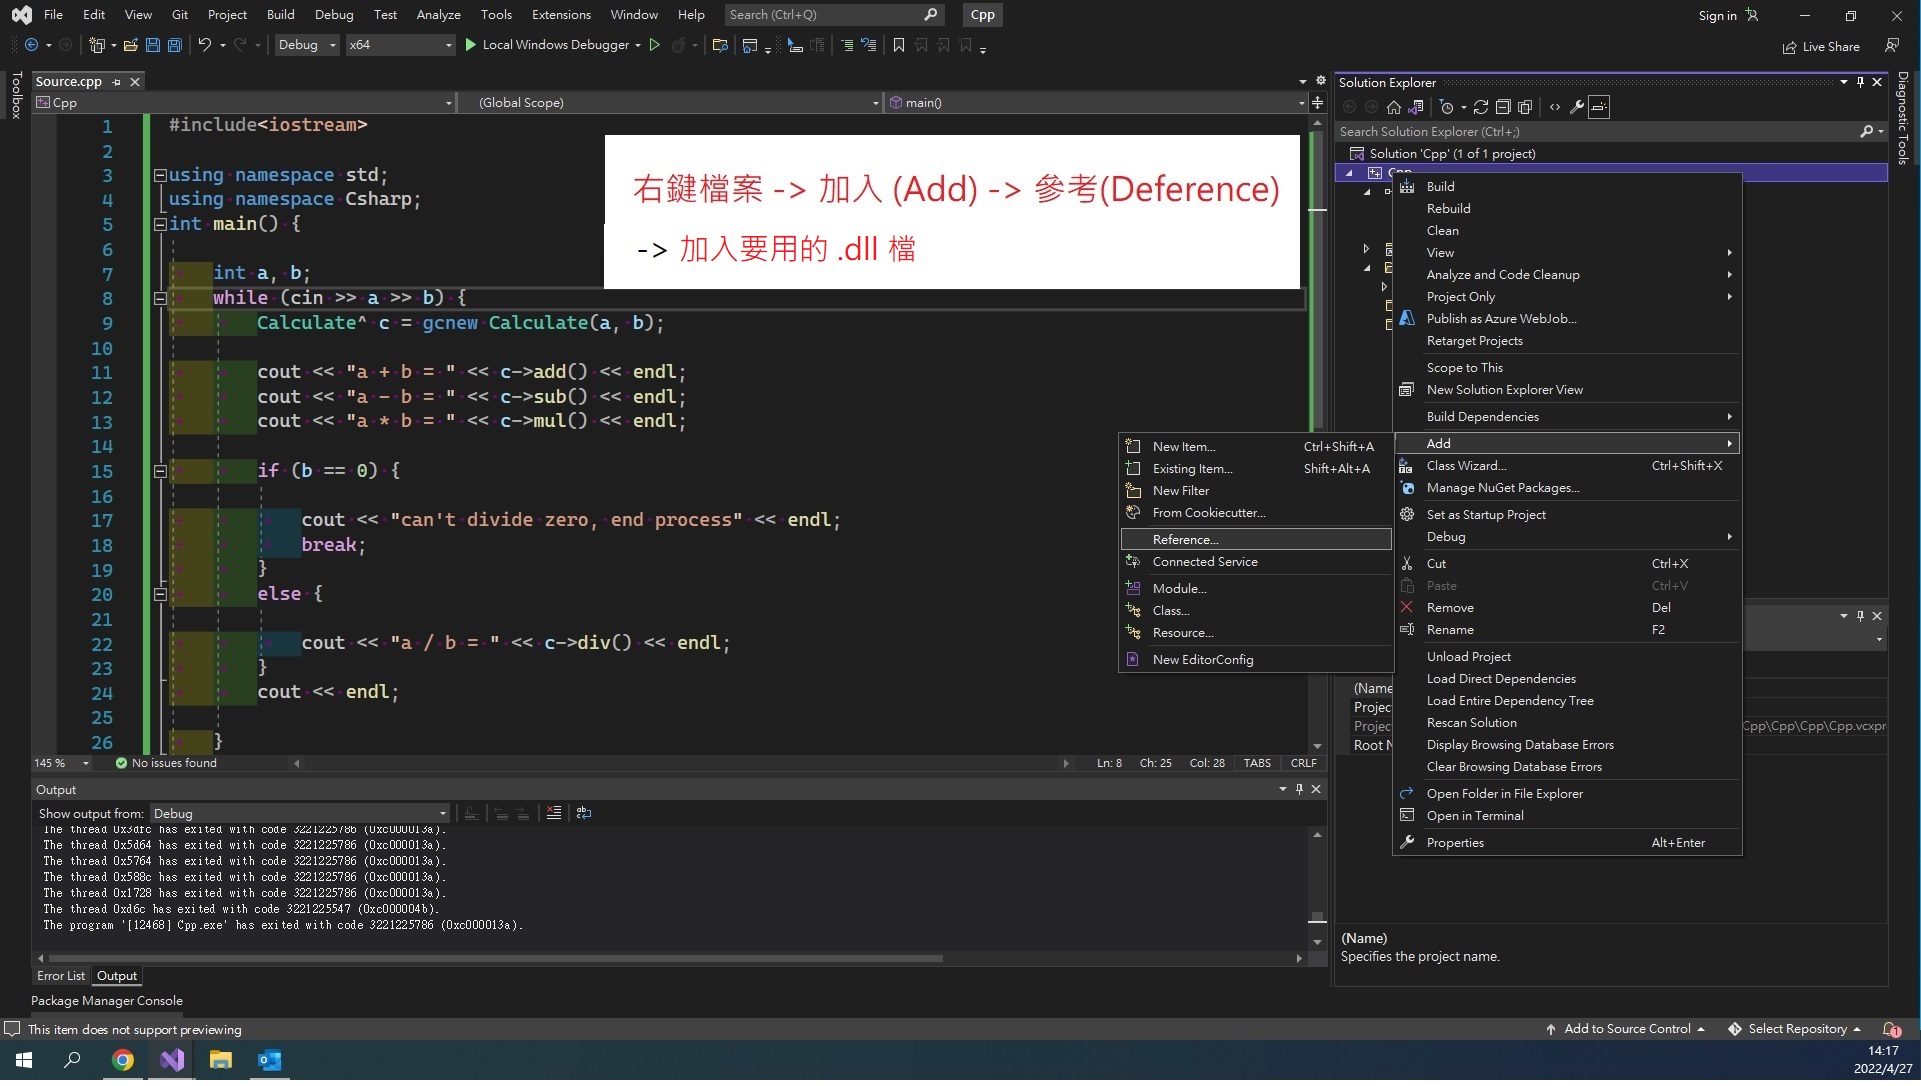 File Edit View Git Project Build Debug Test Analyze Tools Extensions Window Help Search (Ctrl+Q) Cpp Sign in
Debug x64 Local Windows Debugger Live Share
Toolbox
Source.cpp
Cpp (Global Scope) main()
1 #include<iostream>
2
3 using namespace std;
4 using namespace Csharp;
5 int main() {
6
7 int a, b;
8 while (cin >> a >> b) {
9 Calculate^ c = gcnew Calculate(a, b);
10
11 cout << "a + b = " << c->add() << endl;
12 cout << "a - b = " << c->sub() << endl;
13 cout << "a * b = " << c->mul() << endl;
14
15 if (b == 0) {
16
17 cout << "can't divide zero, end process" << endl;
18 break;
19 }
20 else {
21
22 cout << "a / b = " << c->div() << endl;
23 }
24 cout << endl;
25
26 }
右鍵檔案 -> 加入 (Add) -> 參考(Deference)
-> 加入要用的 .dll 檔
145 % No issues found Ln: 8 Ch: 25 Col: 28 TABS CRLF
Output
Show output from: Debug
The thread 0x3dfc has exited with code 3221225786 (0xc000013a).
The thread 0x5d64 has exited with code 3221225786 (0xc000013a).
The thread 0x5764 has exited with code 3221225786 (0xc000013a).
The thread 0x588c has exited with code 3221225786 (0xc000013a).
The thread 0x1728 has exited with code 3221225786 (0xc000013a).
The thread 0xd6c has exited with code 3221225547 (0xc000004b).
The program '[12468] Cpp.exe' has exited with code 3221225786 (0xc000013a).
Error List Output
Package Manager Console
New Item... Ctrl+Shift+A
Existing Item... Shift+Alt+A
New Filter
From Cookiecutter...
Reference...
Connected Service
Module...
Class...
Resource...
New EditorConfig
Solution Explorer
Search Solution Explorer (Ctrl+;)
Solution 'Cpp' (1 of 1 project)
Cpp
Build
Rebuild
Clean
View
Analyze and Code Cleanup
Project Only
Publish as Azure WebJob...
Retarget Projects
Scope to This
New Solution Explorer View
Build Dependencies
Add
Class Wizard... Ctrl+Shift+X
Manage NuGet Packages...
Set as Startup Project
Debug
Cut Ctrl+X
Paste Ctrl+V
Remove Del
Rename F2
Unload Project
Load Direct Dependencies
Load Entire Dependency Tree
Rescan Solution
Display Browsing Database Errors
Clear Browsing Database Errors
Open Folder in File Explorer
Open in Terminal
Properties Alt+Enter
(Name
Projec
Projec Cpp\Cpp\Cpp\Cpp.vcxpr
Root N
(Name)
Specifies the project name.
Diagnostic Tools
This item does not support previewing Add to Source Control Select Repository 1
14:17
2022/4/27